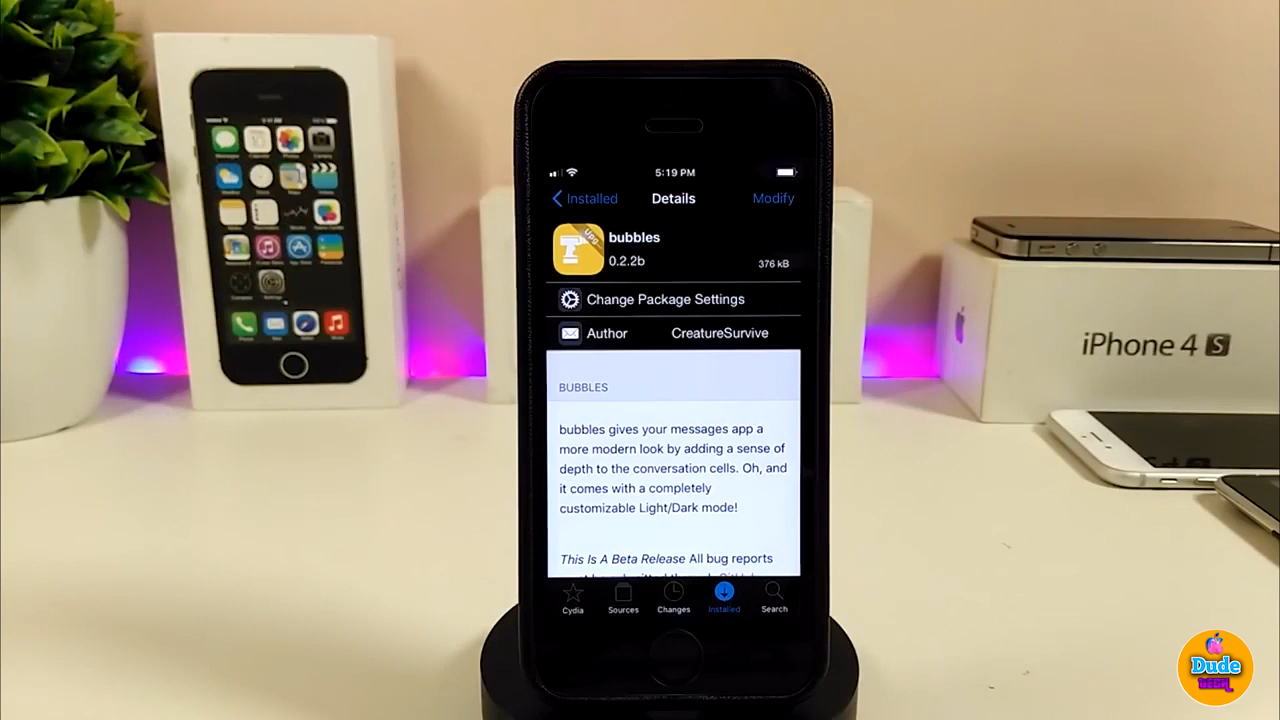 5:19 PM
Installed
Details
Modify
upg
bubbles
0.2.2b
376 kB
Change Package Settings
Author
CreatureSurvive
BUBBLES
bubbles gives your messages app a
more modern look by adding a sense of
depth to the conversation cells. Oh, and
it comes with a completely
customizable Light/Dark mode!
This Is A Beta Release All bug reports
Cydia
Sources
Changes
Installed
Search
iPhone 4 S
Dude
TECH